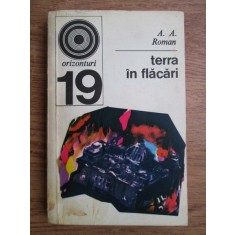 A. A.
Roman
orizonturi
19
terra
în flăcări